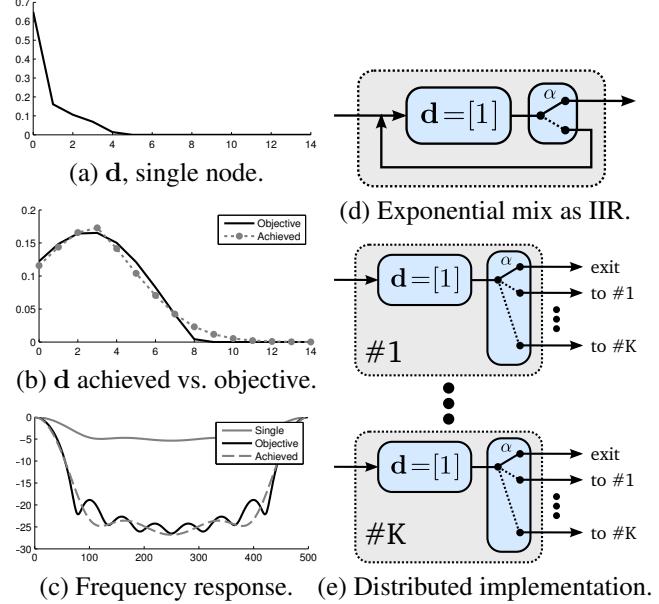 0.7
0.6
0.5
0.4
0.3
0.2
0.1
0
0 2 4 6 8 10 12 14
(a) d, single node.
0.2
0.15
0.1
0.05
0
Objective
Achieved
0 2 4 6 8 10 12 14
(b) d achieved vs. objective.
0
−5
−10
−15
−20
−25
−30
Single
Objective
Achieved
0 100 200 300 400 500
(c) Frequency response.
d=[1]
α
(d) Exponential mix as IIR.
d=[1]
α
exit
to #1
to #K
#1
d=[1]
α
exit
to #1
to #K
#K
(e) Distributed implementation.